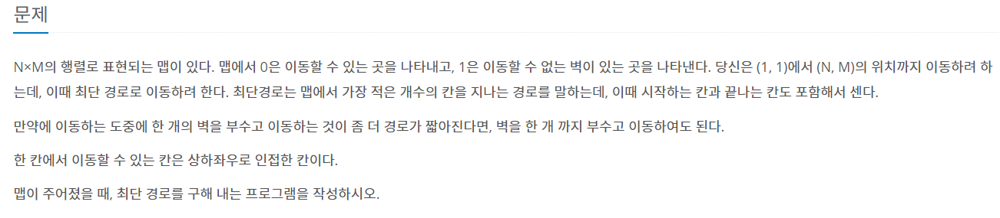 문제
N×M의 행렬로 표현되는 맵이 있다. 맵에서 0은 이동할 수 있는 곳을 나타내고, 1은 이동할 수 없는 벽이 있는 곳을 나타낸다. 당신은 (1, 1)에서 (N, M)의 위치까지 이동하려 하
는데, 이때 최단 경로로 이동하려 한다. 최단경로는 맵에서 가장 적은 개수의 칸을 지나는 경로를 말하는데, 이때 시작하는 칸과 끝나는 칸도 포함해서 센다.
만약에 이동하는 도중에 한 개의 벽을 부수고 이동하는 것이 좀 더 경로가 짧아진다면, 벽을 한 개 까지 부수고 이동하여도 된다.
한 칸에서 이동할 수 있는 칸은 상하좌우로 인접한 칸이다.
맵이 주어졌을 때, 최단 경로를 구해 내는 프로그램을 작성하시오.